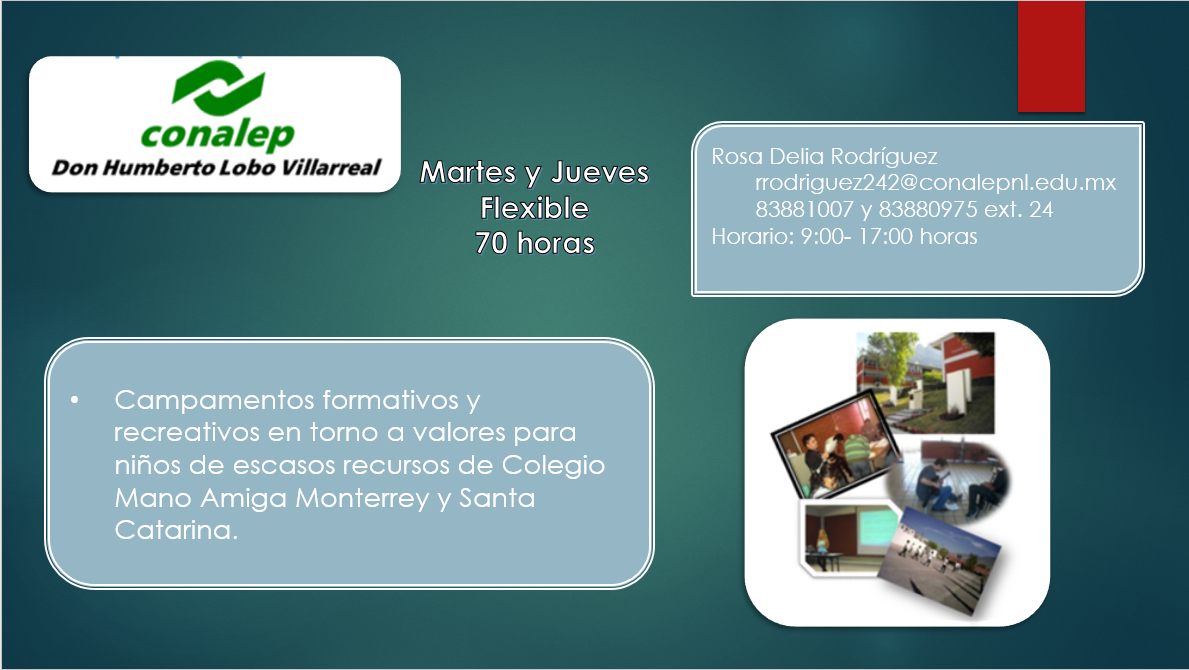 conalep
Don Humberto Lobo Villarreal
Martes y Jueves
Flexible
70 horas
Rosa Delia Rodríguez
rrodriguez242@conalepnl.edu.mx
83881007 y 83880975 ext. 24
Horario: 9:00- 17:00 horas
• Campamentos formativos y
recreativos en torno a valores para
niños de escasos recursos de Colegio
Mano Amiga Monterrey y Santa
Catarina.